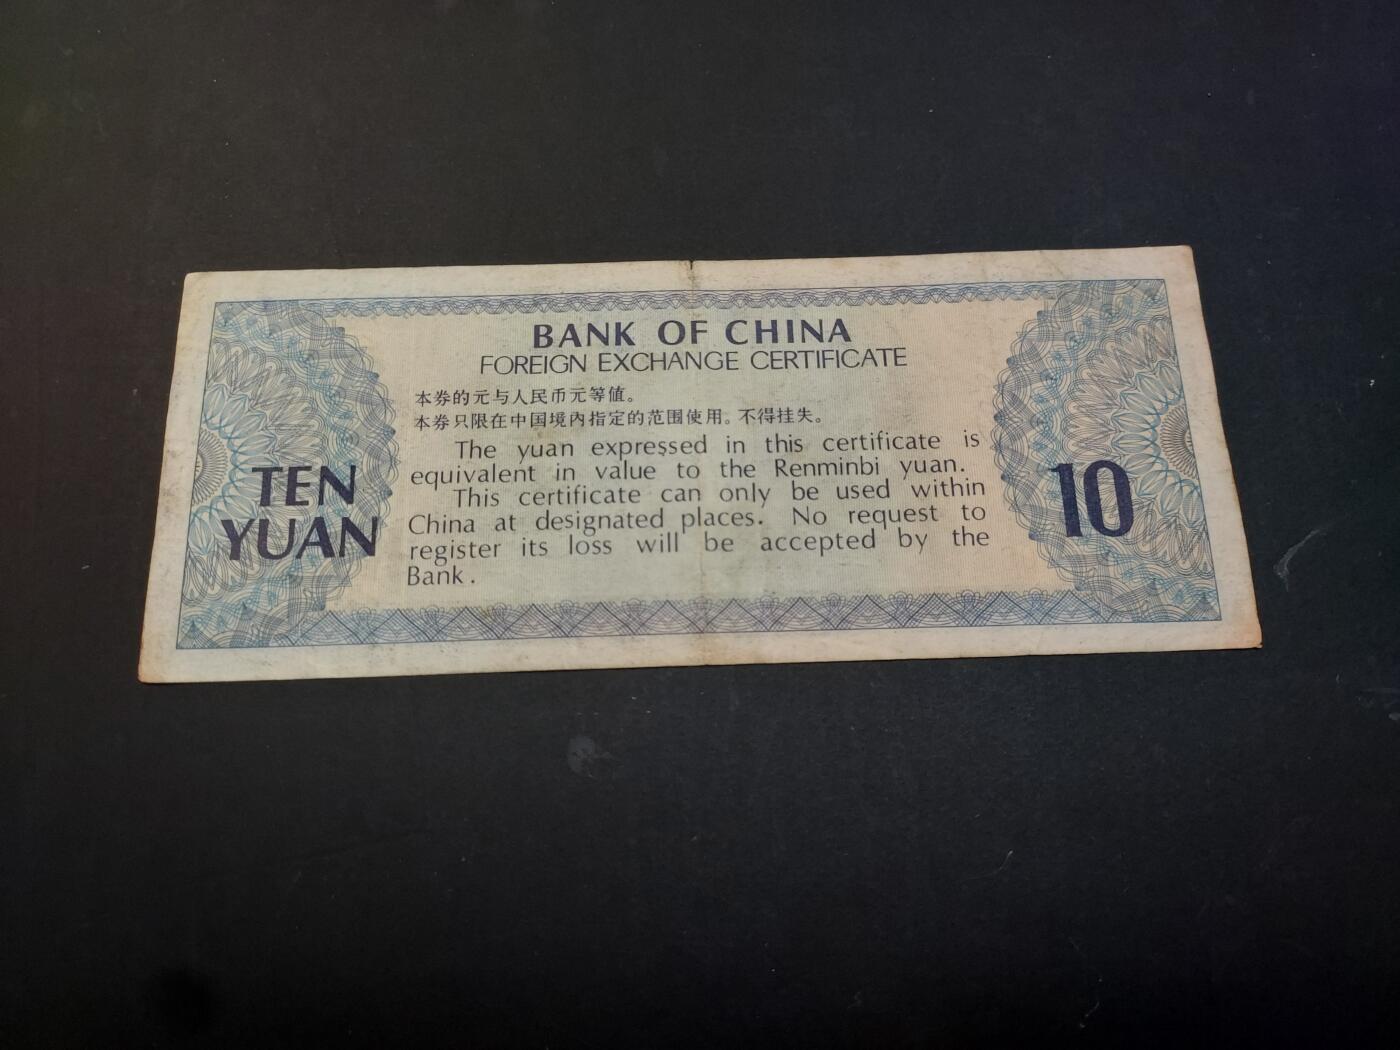 BANK OF CHINA
FOREIGN EXCHANGE CERTIFICATE
本券的元与人民币元等值。
本券只限在中国境内指定的范围使用。不得挂失。
The yuan expressed in this certificate is
equivalent in value to the Renminbi yuan.
This certificate can only be used within
China at designated places. No request to
register its loss will be accepted by the
Bank.
TEN
YUAN
10